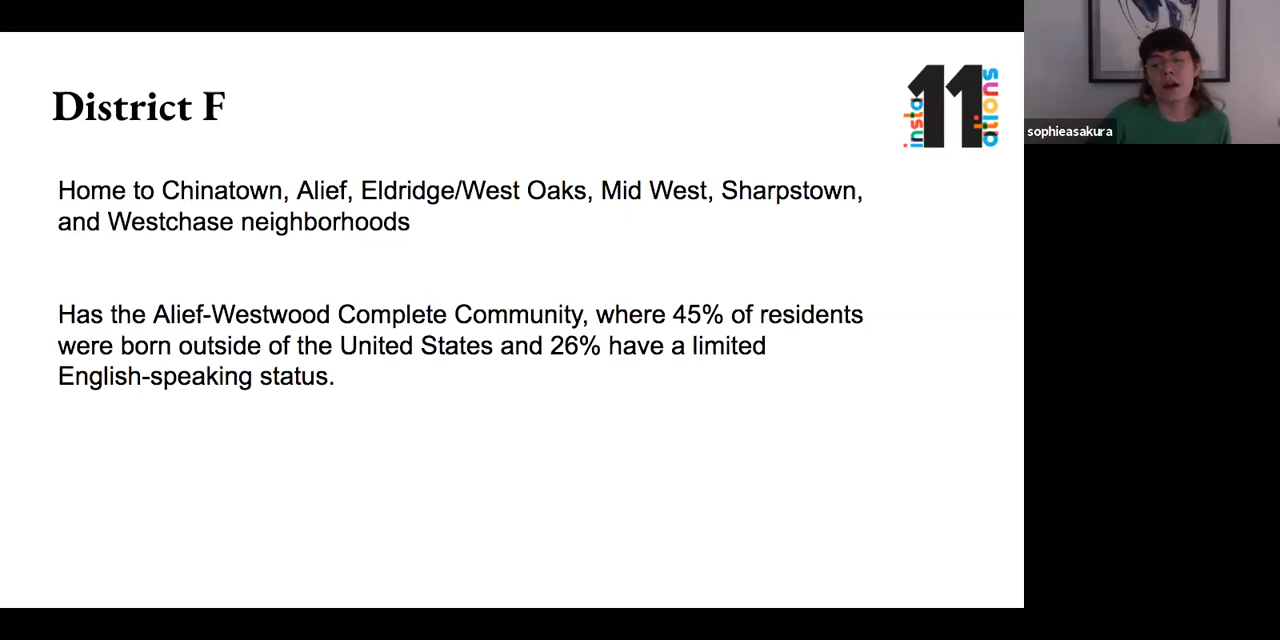 District F
insta
11
ations
sophieasakura
Home to Chinatown, Alief, Eldridge/West Oaks, Mid West, Sharpstown,
and Westchase neighborhoods
Has the Alief-Westwood Complete Community, where 45% of residents
were born outside of the United States and 26% have a limited
English-speaking status.